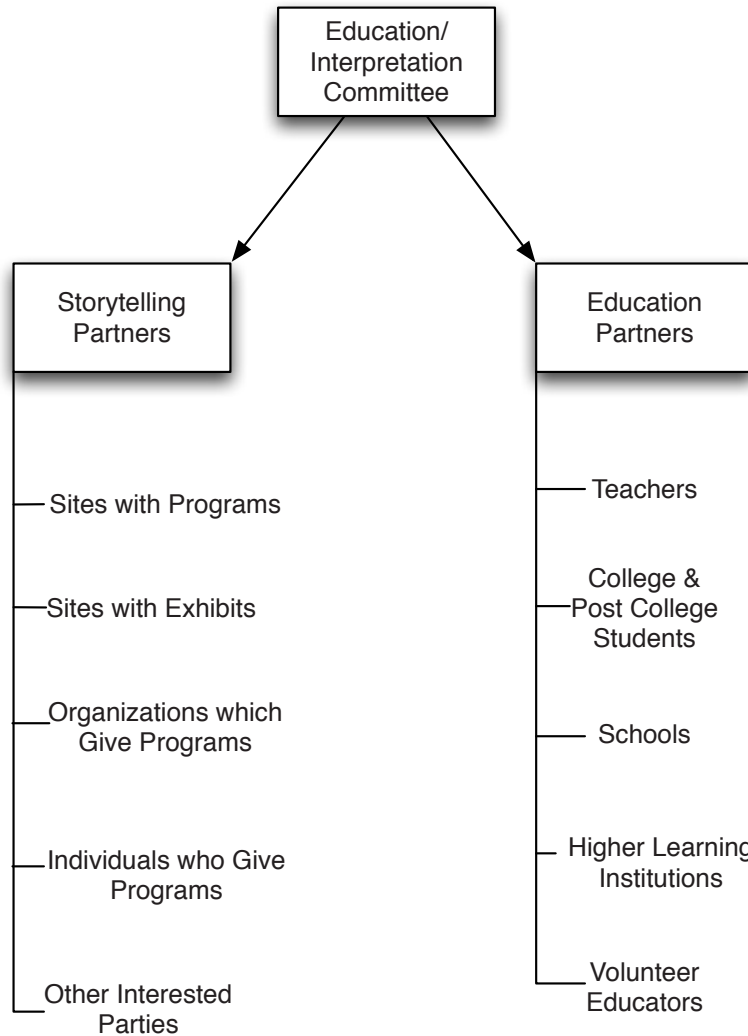 Education/
Interpretation
Committee
Storytelling
Partners
Sites with Programs
Sites with Exhibits
Organizations which
Give Programs
Individuals who Give
Programs
Other Interested
Parties
Education
Partners
Teachers
College &
Post College
Students
Schools
Higher Learning
Institutions
Volunteer
Educators